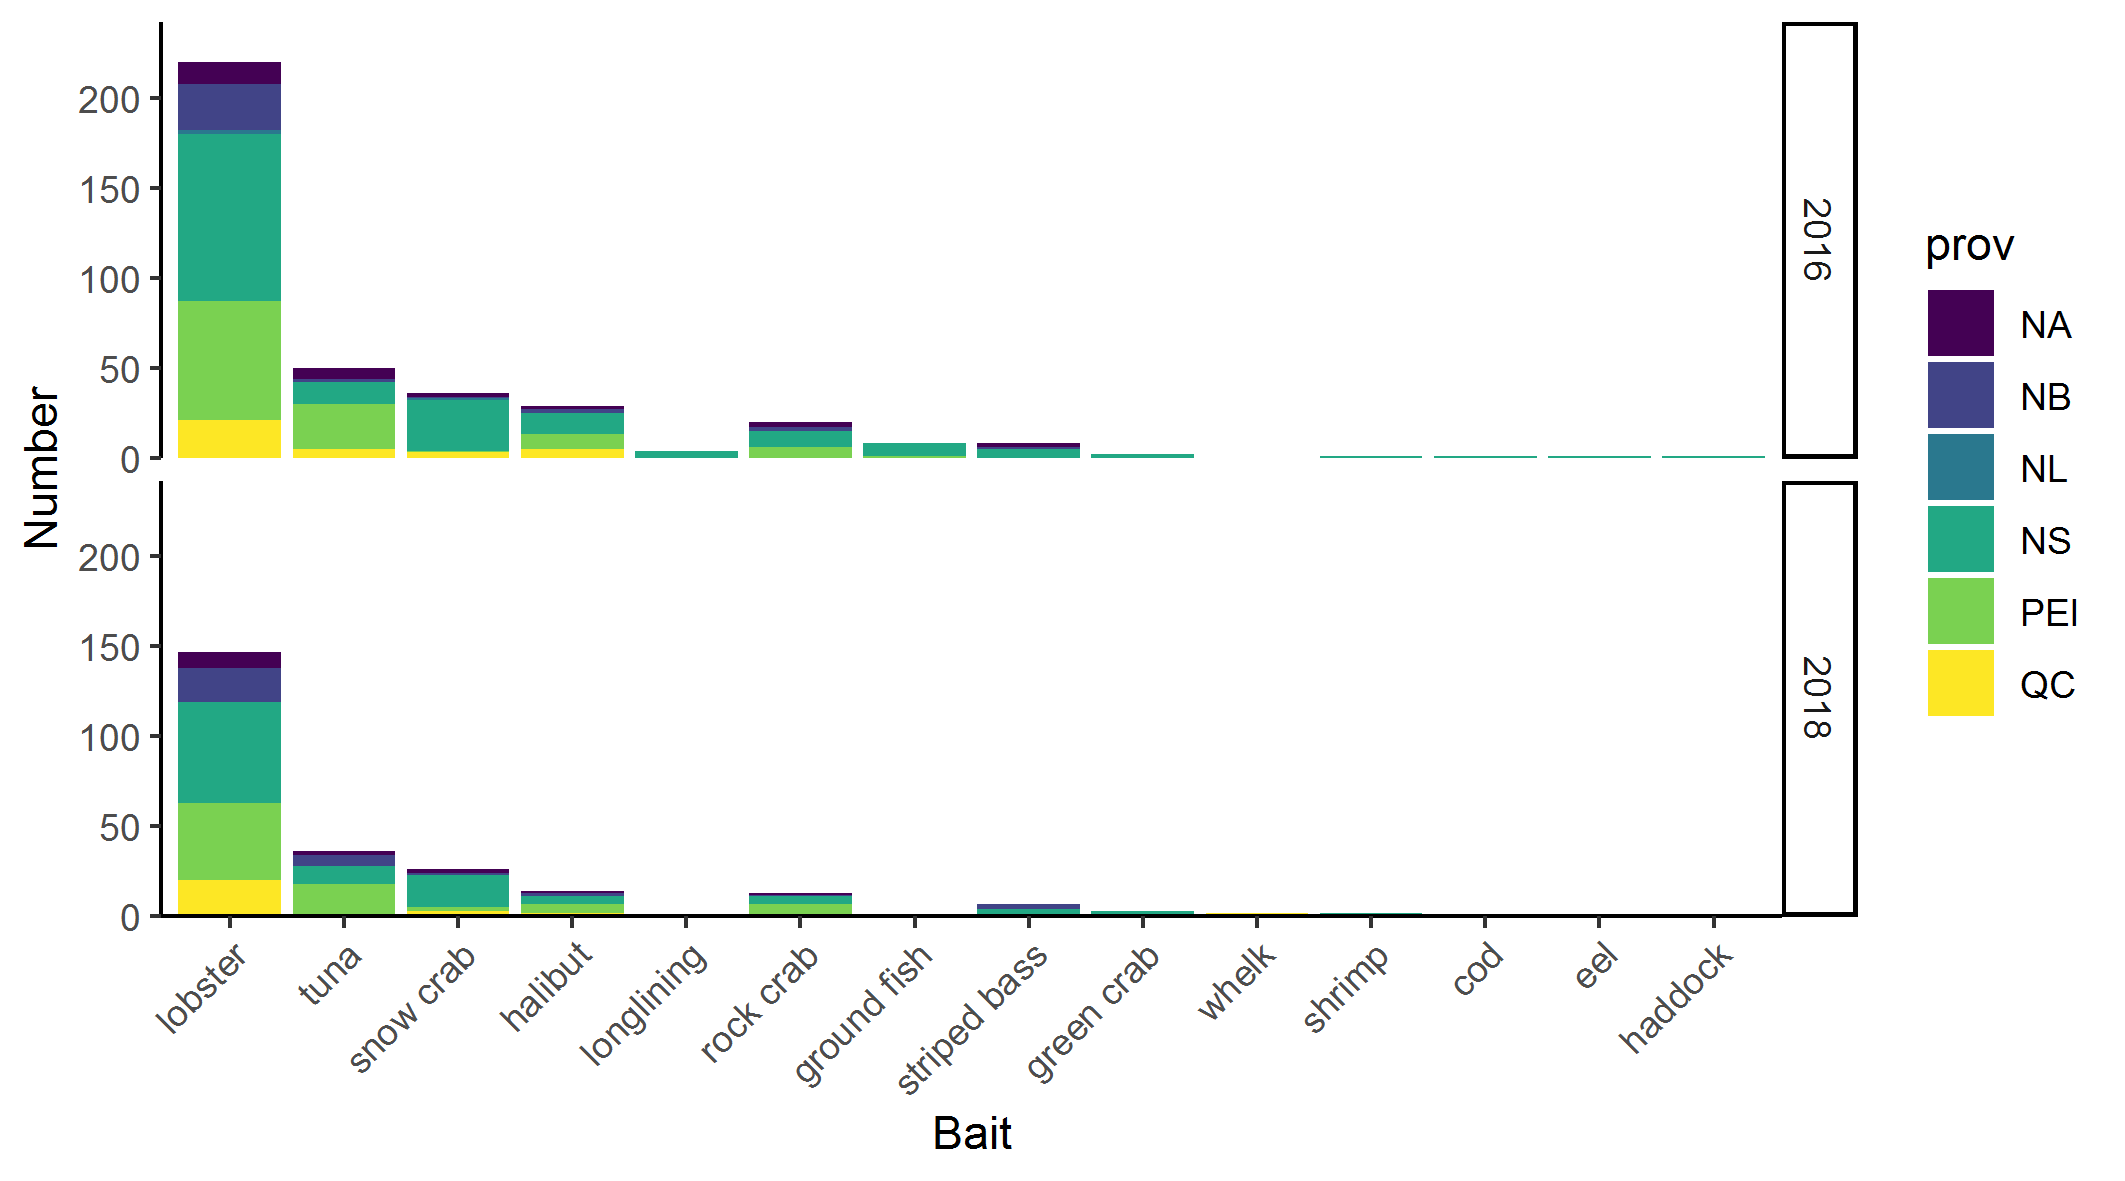 Number
200
150
100
50
0
2016
200
150
100
50
0
2018
lobster
tuna
snow crab
halibut
longlining
rock crab
ground fish
striped bass
green crab
whelk
shrimp
cod
eel
haddock
Bait
prov
NA
NB
NL
NS
PEI
QC